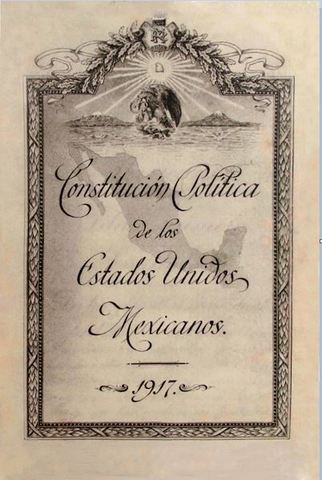 R
Constitución Política
de los
Estados Unidos
Mexicanos.
1917.